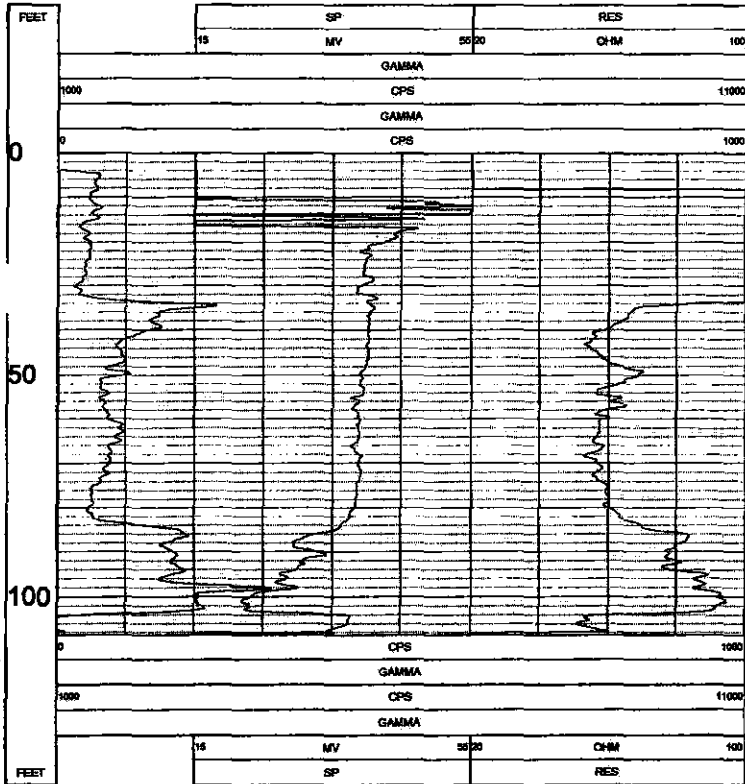 FEET SP RES
15 MV 55 20 OHM 100
GAMMA
1000 CPS 11000
GAMMA
0 CPS 1000
0
50
100
0 CPS 1000
GAMMA
1000 CPS 11000
GAMMA
15 MV 55 20 OHM 100
FEET SP RES